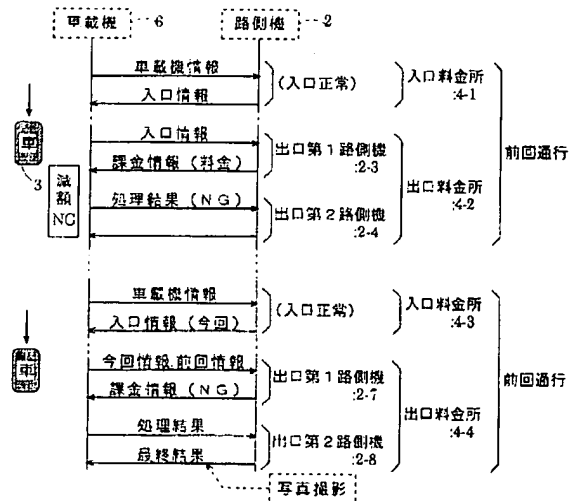 車載機 6
路側機 2
車載機情報
入口情報
(入口正常)
入口料金所
:4-1
車
3
減額
NG
入口情報
課金情報(料金)
出口第1路側機
:2-3
処理結果(NG)
出口第2路側機
:2-4
出口料金所
:4-2
前回通行
車載機情報
入口情報(今回)
(入口正常)
入口料金所
:4-3
車
今回情報.前回情報
課金情報(NG)
出口第1路側機
:2-7
処理結果
最終結果
出口第2路側機
:2-8
出口料金所
:4-4
前回通行
写真撮影